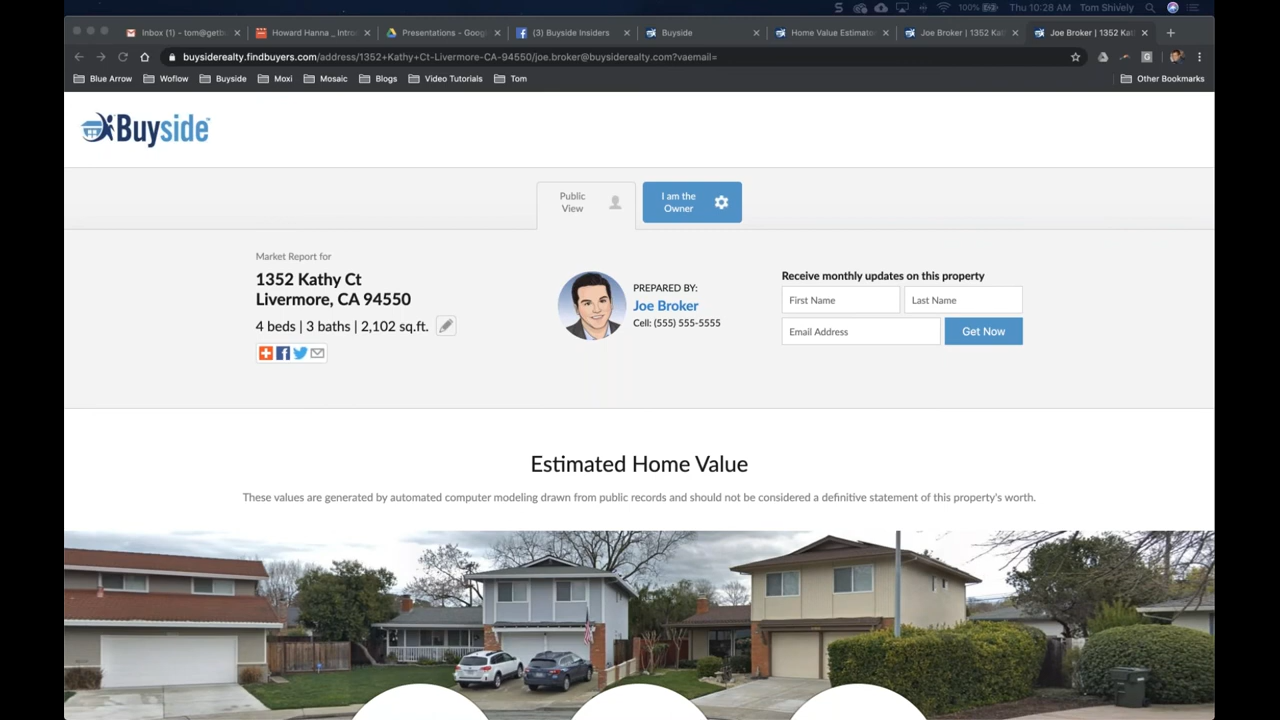 100% Thu 10:28 AM Tom Shively
inbox (1) - tom@getb
Howard Hanna _ intro
Presentations - Goog
(3) Buyside Insiders
Buyside
Home Value Estimato
Joe Broker | 1352 Kat
Joe Broker | 1352 Kat
buysiderealty.findbuyers.com/address/1352+Kathy+Ct-Livermore-CA-94550/joe.broker@buysiderealty.com?vaemail=
Blue Arrow Woflow Buyside Moxi Mosaic Blogs Video Tutorials Tom Other Bookmarks
Buyside
Public
View
I am the
Owner
Market Report for
1352 Kathy Ct
Livermore, CA 94550
4 beds | 3 baths | 2,102 sq.ft.
PREPARED BY:
Joe Broker
Cell: (555) 555-5555
Receive monthly updates on this property
First Name Last Name
Email Address Get Now
Estimated Home Value
These values are generated by automated computer modeling drawn from public records and should not be considered a definitive statement of this property's worth.